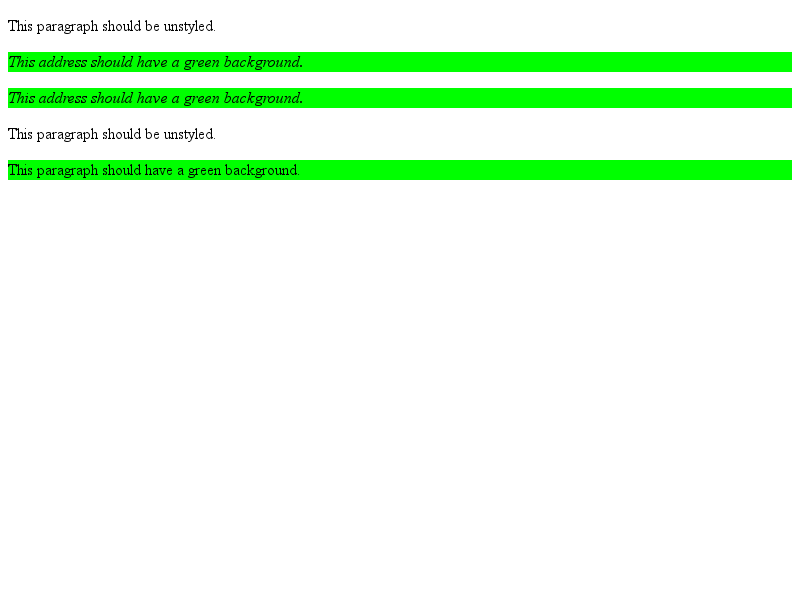 This paragraph should be unstyled.
This address should have a green background.
This address should have a green background.
This paragraph should be unstyled.
This paragraph should have a green background.